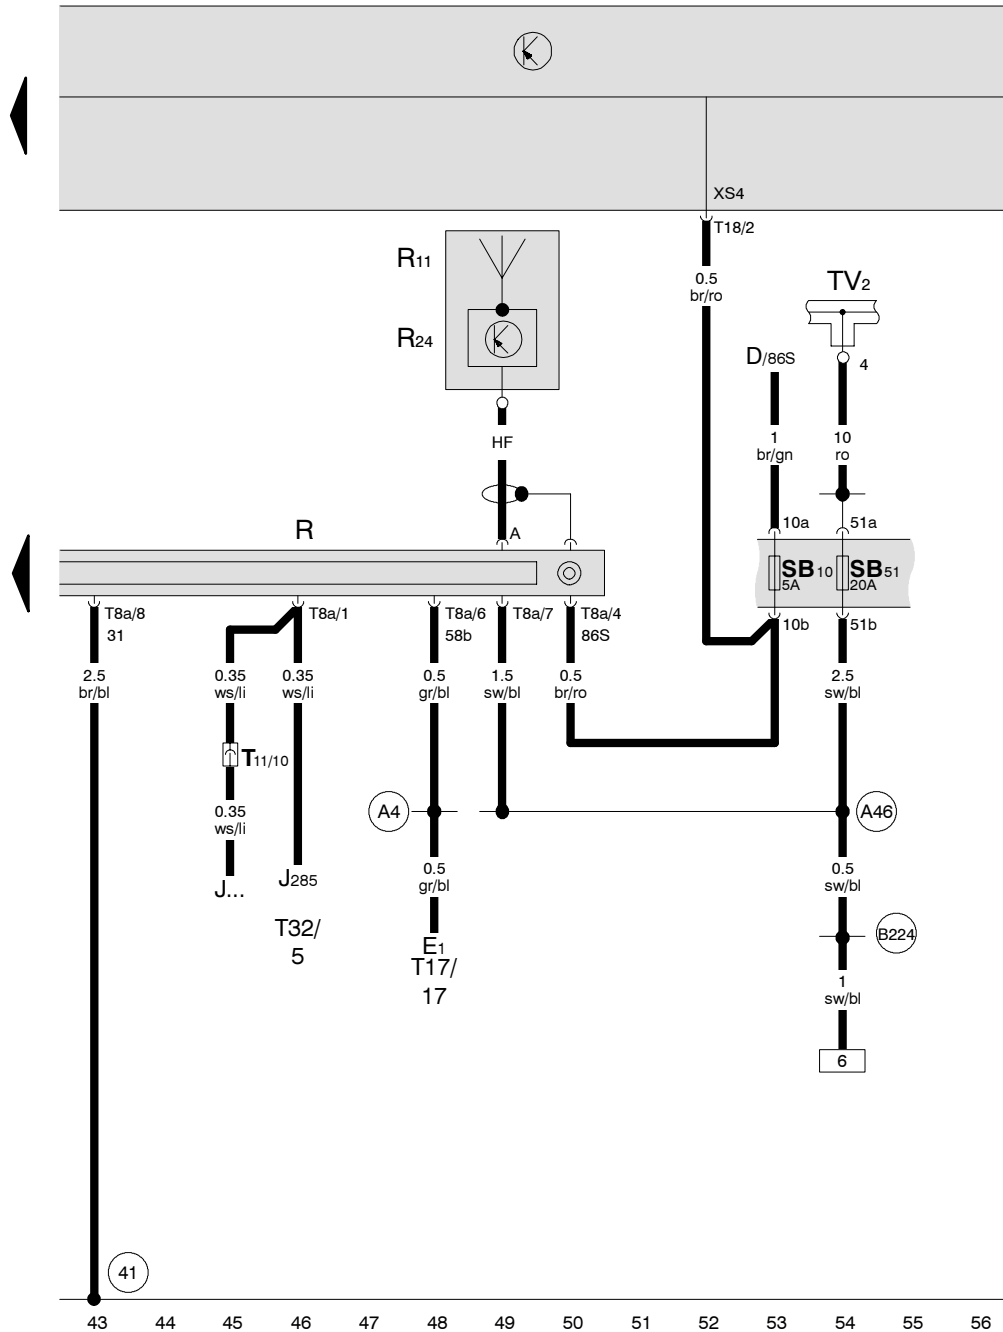 XS4
T18/2
R11
0.5
br/ro
TV2
R24
D/86S
4
HF
1
br/gn
10
ro
R
A
10a
51a
SB10
5A
SB51
20A
T8a/8
31
T8a/1
T8a/6
58b
T8a/7
T8a/4
86S
10b
51b
2.5
br/bl
0.35
ws/li
0.35
ws/li
0.5
gr/bl
1.5
sw/bl
0.5
br/ro
2.5
sw/bl
T11/10
0.35
ws/li
A4
A46
J...
J285
0.5
gr/bl
0.5
sw/bl
T32/
5
E1
T17/
17
B224
1
sw/bl
6
41
43 44 45 46 47 48 49 50 51 52 53 54 55 56